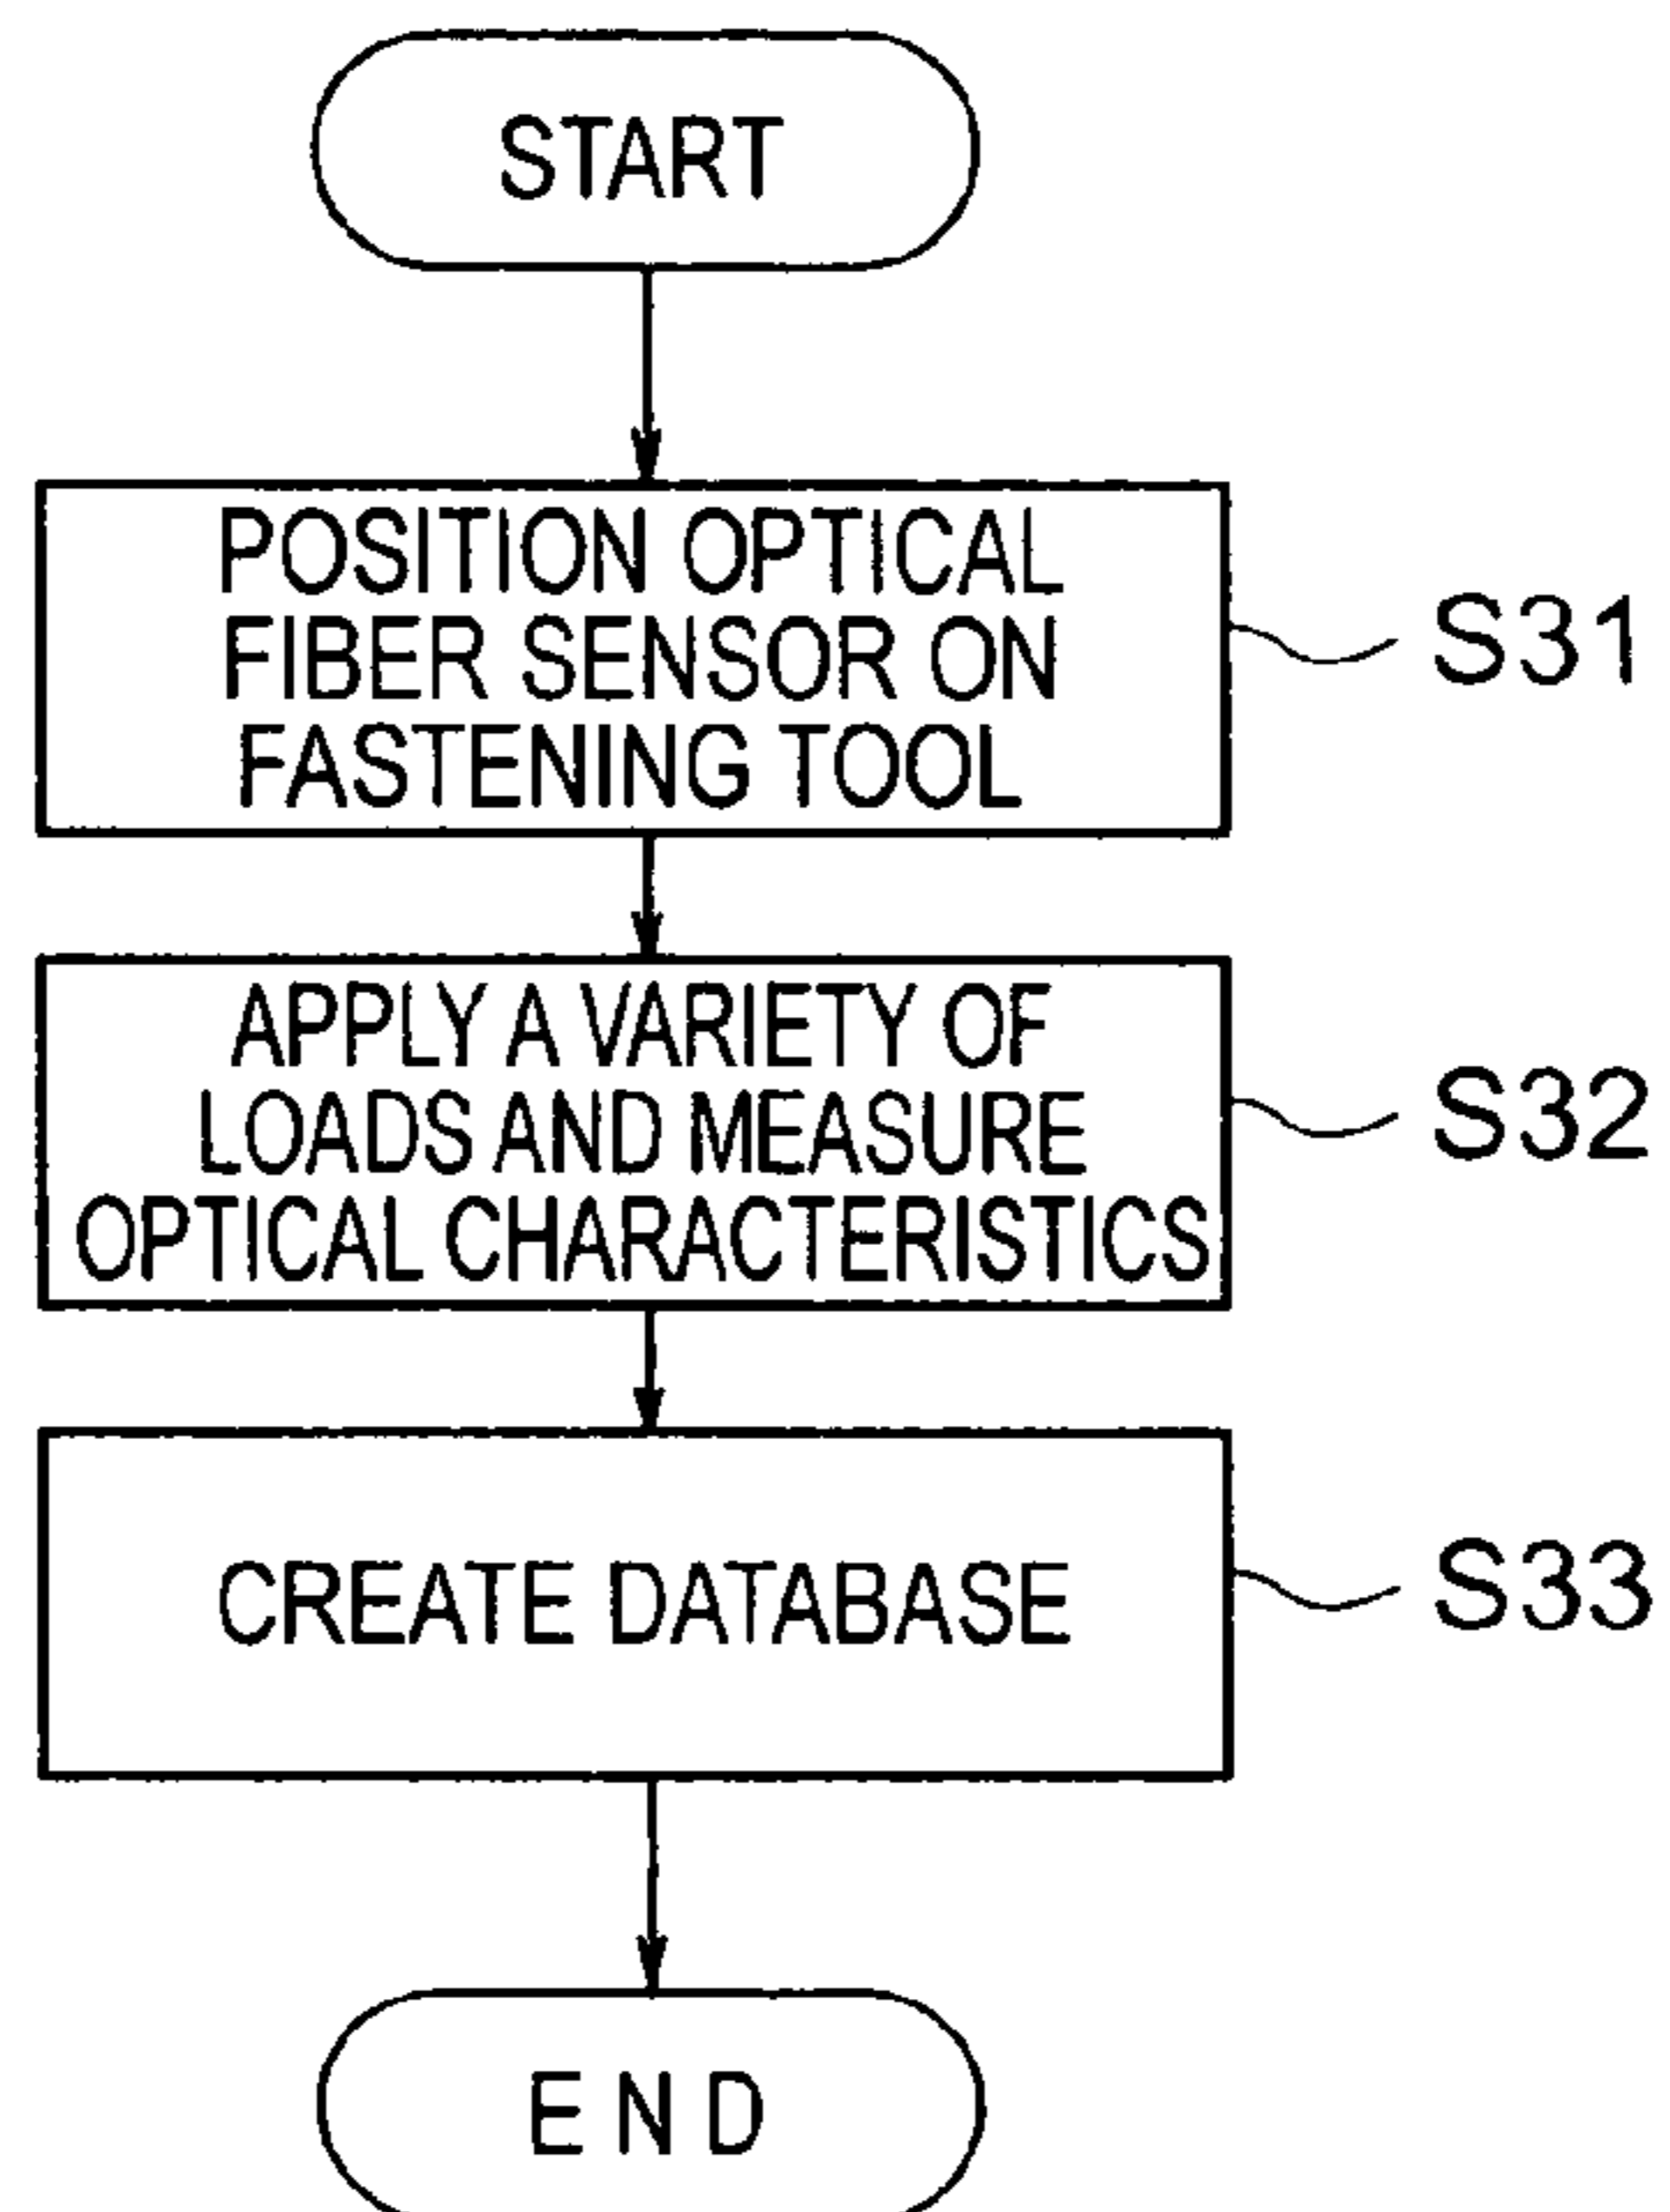 START
POSITION OPTICAL
FIBER SENSOR ON
FASTENING TOOL
S31
APPLY A VARIETY OF
LOADS AND MEASURE
OPTICAL CHARACTERISTICS
S32
CREATE DATABASE
S33
END